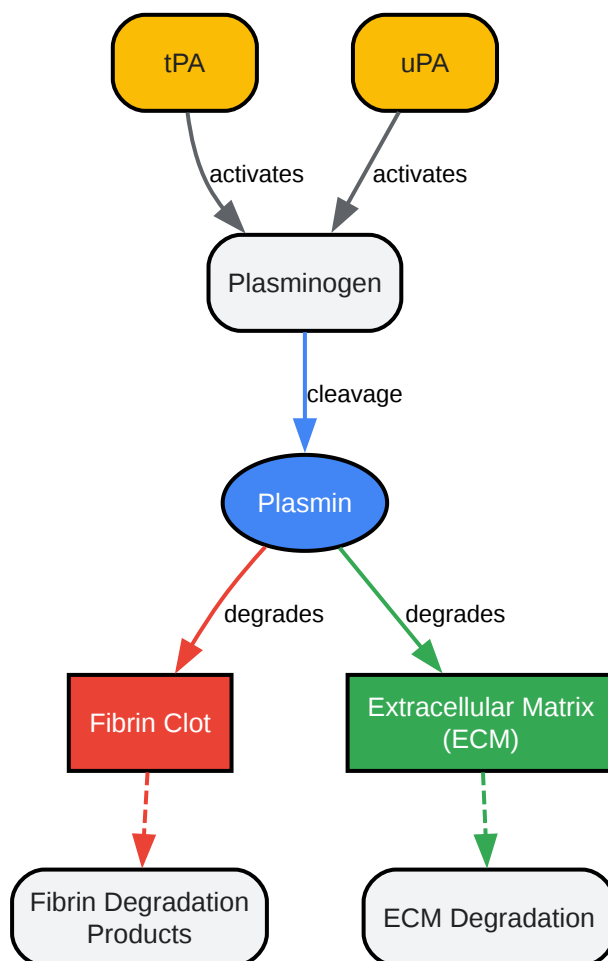 tPA
uPA
activates
activates
Plasminogen
cleavage
Plasmin
degrades
degrades
Fibrin Clot
Extracellular Matrix
(ECM)
Fibrin Degradation
Products
ECM Degradation